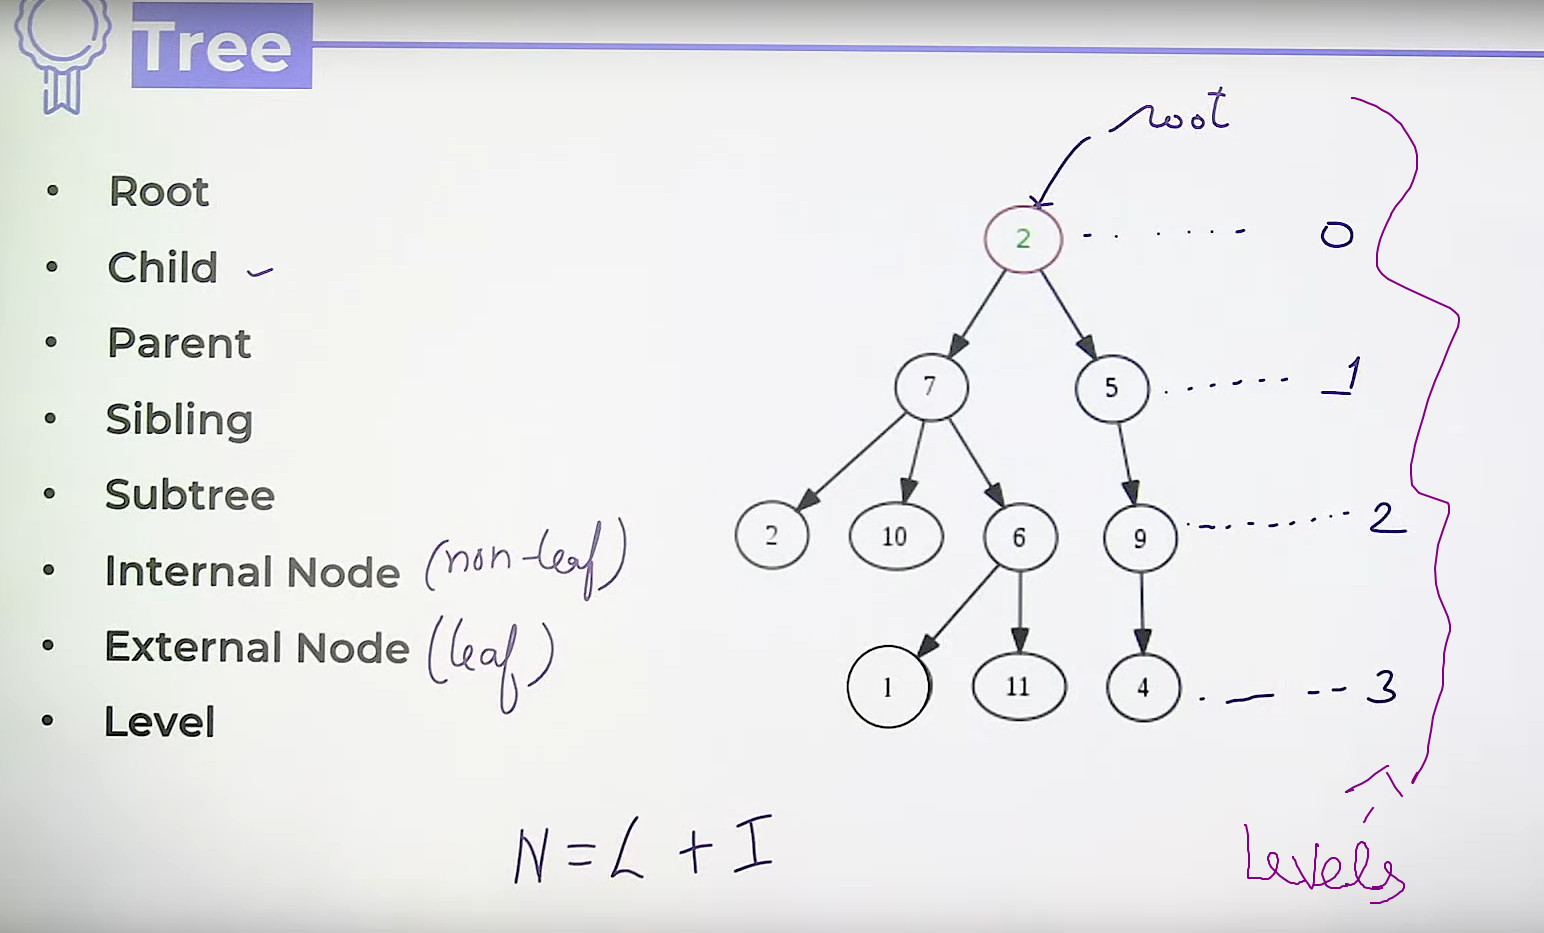 Tree
root
• Root
• Child
• Parent
• Sibling
• Subtree
• Internal Node (non-leaf)
• External Node (leaf)
• Level
2 0
7 5 1
2 10 6 9 2
1 11 4 3
N = L + I
Levels